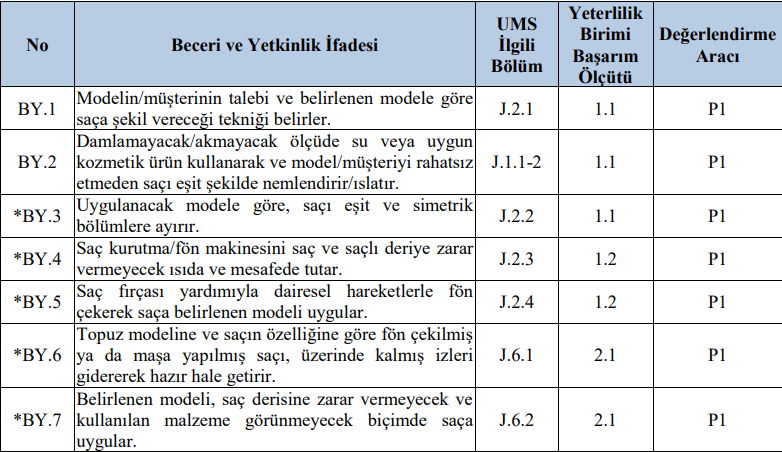 No Beceri ve Yetkinlik İfadesi UMS İlgili Bölüm Yeterlilik Birimi Başarım Ölçütü Değerlendirme Aracı
BY.1 Modelin/müşterinin talebi ve belirlenen modele göre
saça şekil vereceği tekniği belirler. J.2.1 1.1 P1
BY.2 Damlamayacak/akmayacak ölçüde su veya uygun
kozmetik ürün kullanarak ve model/müşteriyi rahatsız
etmeden saçı eşit şekilde nemlendirir/ıslatır. J.1.1-2 1.1 P1
*BY.3 Uygulanacak modele göre, saçı eşit ve simetrik
bölümlere ayırır. J.2.2 1.1 P1
*BY.4 Saç kurutma/fön makinesini saç ve saçlı deriye zarar
vermeyecek ısıda ve mesafede tutar. J.2.3 1.2 P1
*BY.5 Saç fırçası yardımıyla dairesel hareketlerle fön
çekerek saça belirlenen modeli uygular. J.2.4 1.2 P1
*BY.6 Topuz modeline ve saçın özelliğine göre fön çekilmiş
ya da maşa yapılmış saçı, üzerinde kalmış izleri
gidererek hazır hale getirir. J.6.1 2.1 P1
*BY.7 Belirlenen modeli, saç derisine zarar vermeyecek ve
kullanılan malzeme görünmeyecek biçimde saça
uygular. J.6.2 2.1 P1